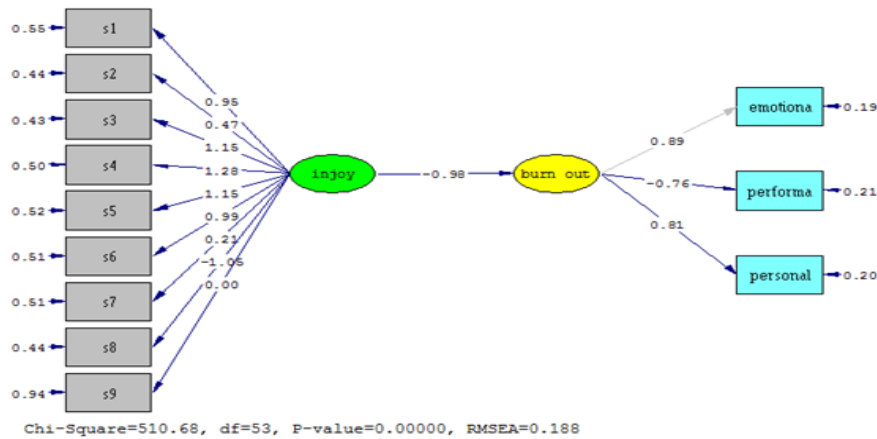 0.55 s1
0.44 s2
0.43 s3
0.50 s4
0.52 s5
0.51 s6
0.51 s7
0.44 s8
0.94 s9
0.95
0.47
1.15
1.28
1.15
0.99
0.21
-1.05
0.00
injoy
-0.98
burn out
0.89
-0.76
0.81
emotiona 0.19
performa 0.21
personal 0.20
Chi-Square=510.68, df=53, P-value=0.00000, RMSEA=0.188